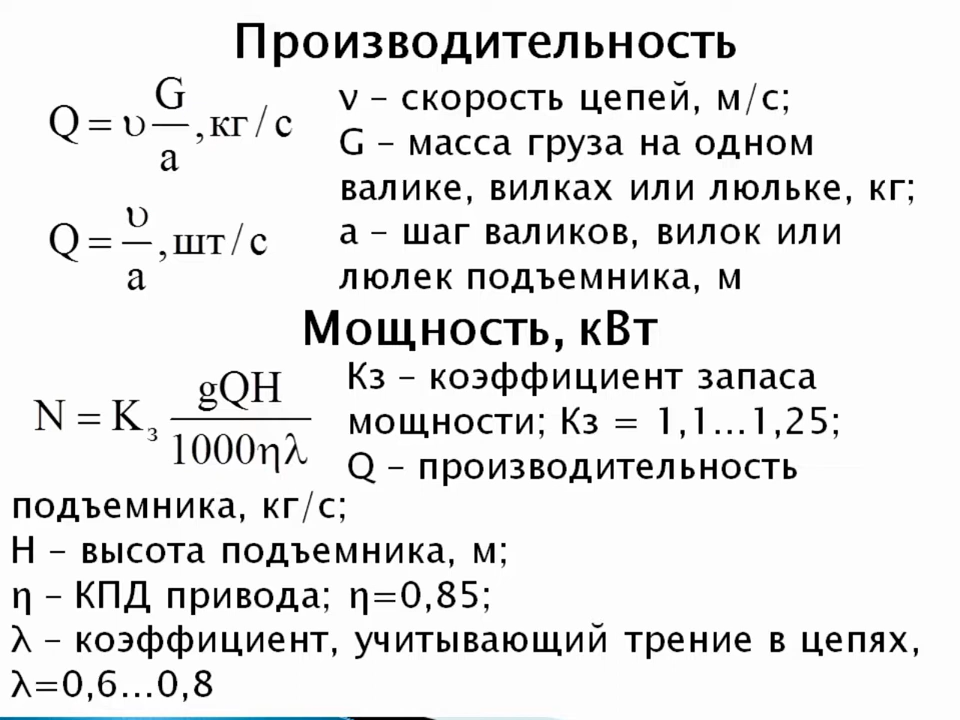 Производительность
Q = υ G/a , кг / с
ν – скорость цепей, м/с;
G – масса груза на одном
валике, вилках или люльке, кг;
Q = υ/a , шт / с
a – шаг валиков, вилок или
люлек подъемника, м
Мощность, кВт
N = Kз gQH/1000ηλ
Кз – коэффициент запаса
мощности; Кз = 1,1…1,25;
Q – производительность
подъемника, кг/с;
Н – высота подъемника, м;
η – КПД привода; η=0,85;
λ – коэффициент, учитывающий трение в цепях,
λ=0,6…0,8